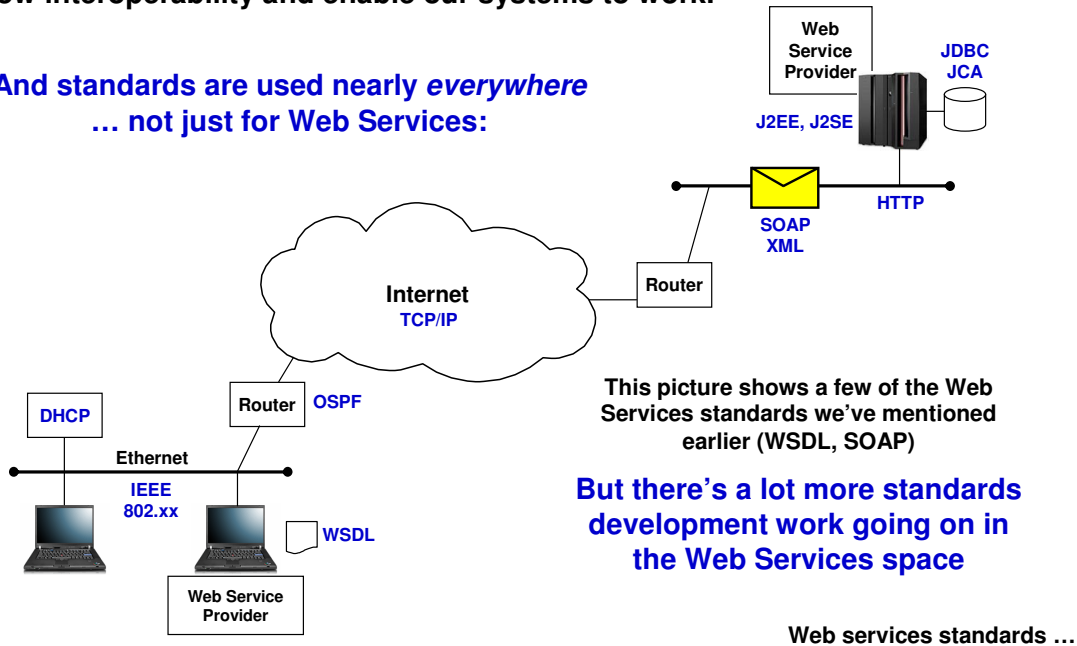 interoperability and enable our systems to work.
And standards are used nearly everywhere
… not just for Web Services:
Web
Service
Provider
JDBC
JCA
J2EE, J2SE
HTTP
SOAP
XML
Router
Internet
TCP/IP
Router
OSPF
DHCP
Ethernet
IEEE
802.xx
WSDL
Web Service
Provider
This picture shows a few of the Web
Services standards we’ve mentioned
earlier (WSDL, SOAP)
But there’s a lot more standards
development work going on in
the Web Services space
Web services standards …